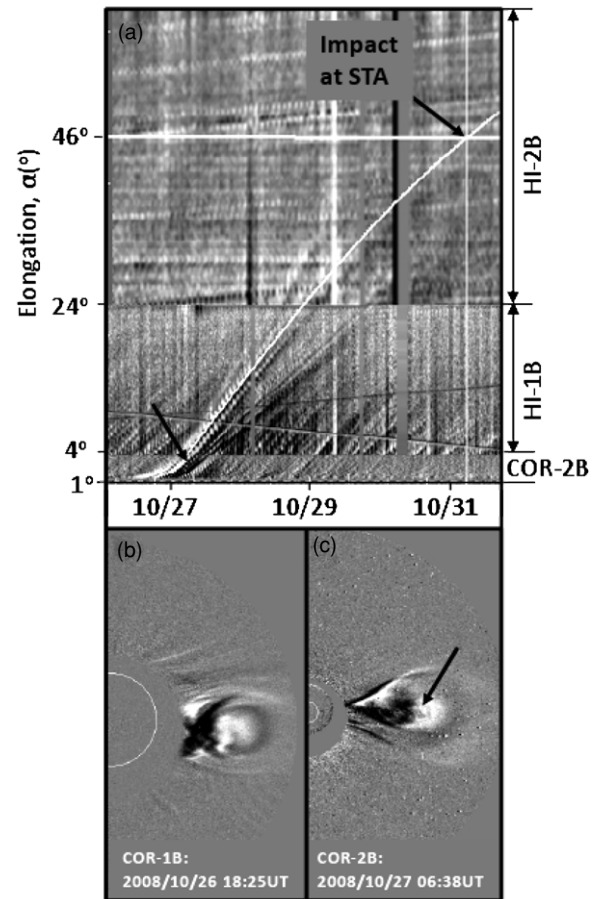 (a)
Impact
at STA
Elongation, α(°)
46°
24°
4°
1°
HI-2B
HI-1B
COR-2B
10/27 10/29 10/31
(b)
(c)
COR-1B:
2008/10/26 18:25UT
COR-2B:
2008/10/27 06:38UT